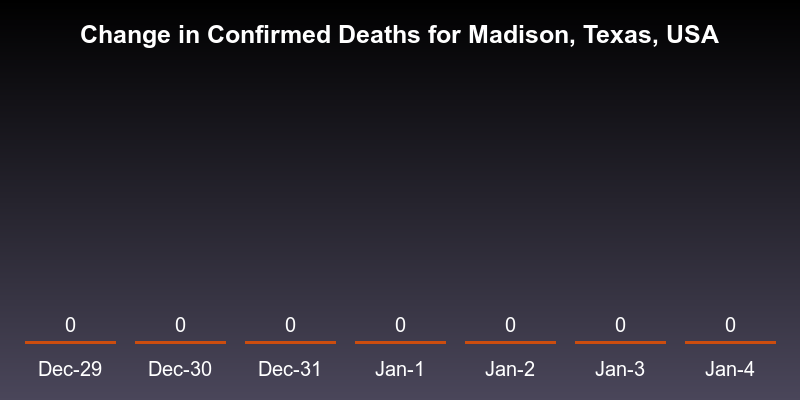 Change in Confirmed Deaths for Madison, Texas, USA
0 0 0 0 0 0 0
Dec-29 Dec-30 Dec-31 Jan-1 Jan-2 Jan-3 Jan-4